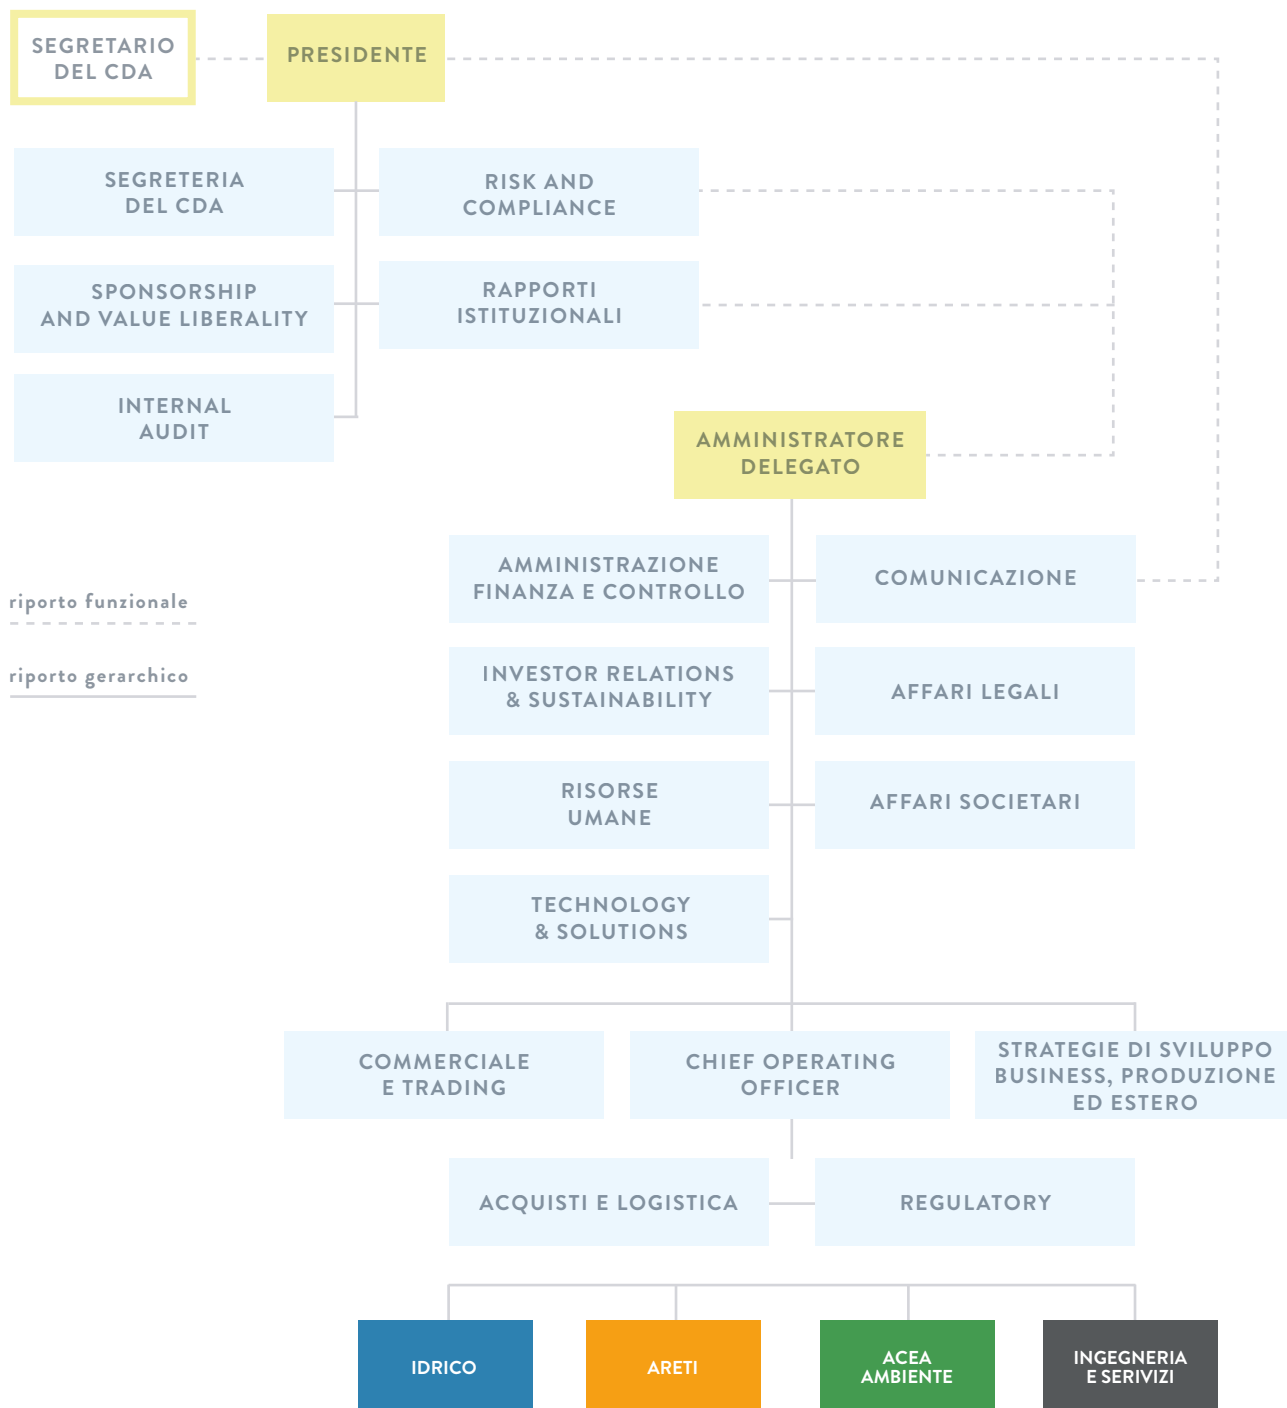 SEGRETARIO
DEL CDA
PRESIDENTE
SEGRETERIA
DEL CDA
RISK AND
COMPLIANCE
SPONSORSHIP
AND VALUE LIBERALITY
RAPPORTI
ISTITUZIONALI
INTERNAL
AUDIT
AMMINISTRATORE
DELEGATO
AMMINISTRAZIONE
FINANZA E CONTROLLO
COMUNICAZIONE
riporto funzionale
riporto gerarchico
INVESTOR RELATIONS
& SUSTAINABILITY
AFFARI LEGALI
RISORSE
UMANE
AFFARI SOCIETARI
TECHNOLOGY
& SOLUTIONS
COMMERCIALE
E TRADING
CHIEF OPERATING
OFFICER
STRATEGIE DI SVILUPPO
BUSINESS, PRODUZIONE
ED ESTERO
ACQUISTI E LOGISTICA
REGULATORY
IDRICO
ARETI
ACEA
AMBIENTE
INGEGNERIA
E SERIVIZI